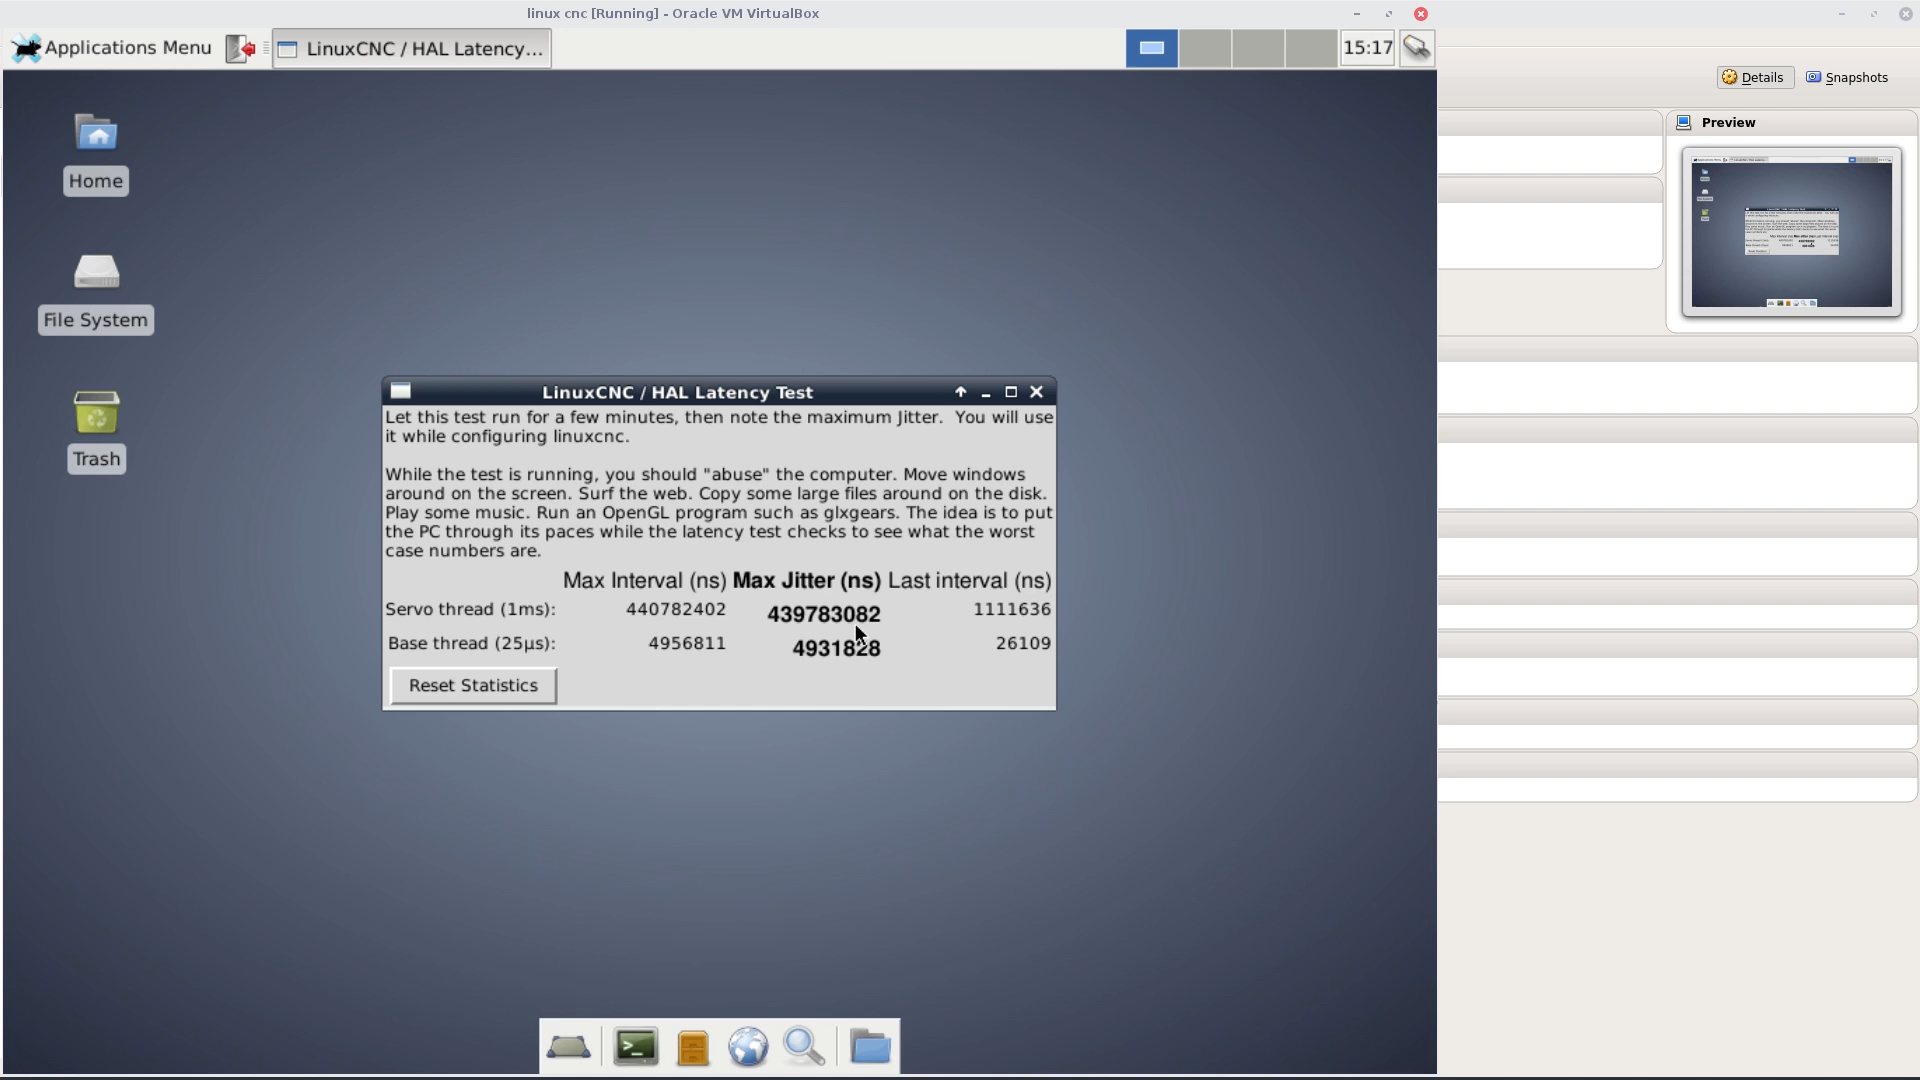 linux cnc [Running] - Oracle VM VirtualBox
Applications Menu
LinuxCNC / HAL Latency...
15:17
Details
Snapshots
Preview
Home
File System
Trash
LinuxCNC / HAL Latency Test
Let this test run for a few minutes, then note the maximum Jitter.  You will use
it while configuring linuxcnc.
While the test is running, you should "abuse" the computer. Move windows
around on the screen. Surf the web. Copy some large files around on the disk.
Play some music. Run an OpenGL program such as glxgears. The idea is to put
the PC through its paces while the latency test checks to see what the worst
case numbers are.
Max Interval (ns) Max Jitter (ns) Last interval (ns)
Servo thread (1ms): 440782402 439783082 1111636
Base thread (25µs): 4956811 4931828 26109
Reset Statistics